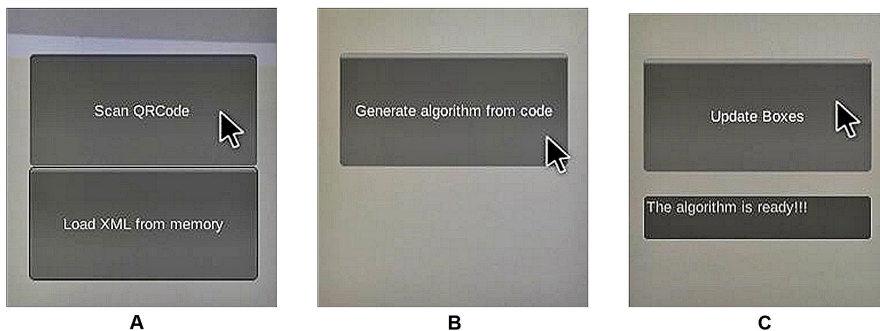 Scan QRCode
Load XML from memory
A
Generate algorithm from code
B
Update Boxes
The algorithm is ready!!!
C